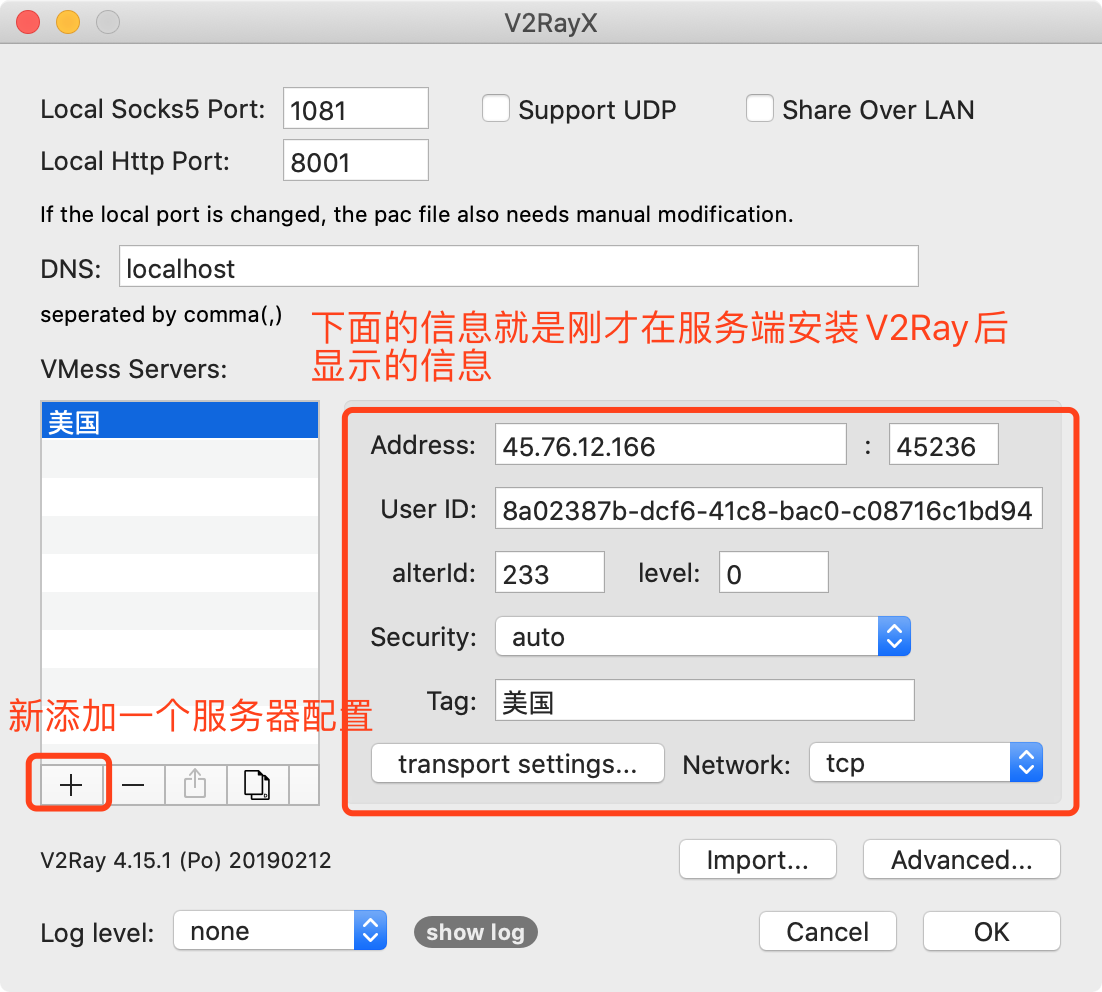 V2RayX
Local Socks5 Port: 1081 Support UDP Share Over LAN
Local Http Port: 8001
If the local port is changed, the pac file also needs manual modification.
DNS: localhost
seperated by comma(,)
下面的信息就是刚才在服务端安装V2Ray后
显示的信息
VMess Servers:
美国
Address: 45.76.12.166 : 45236
User ID: 8a02387b-dcf6-41c8-bac0-c08716c1bd94
alterId: 233 level: 0
Security: auto
Tag: 美国
新添加一个服务器配置
transport settings... Network: tcp
V2Ray 4.15.1 (Po) 20190212
Import... Advanced...
Log level: none show log Cancel OK